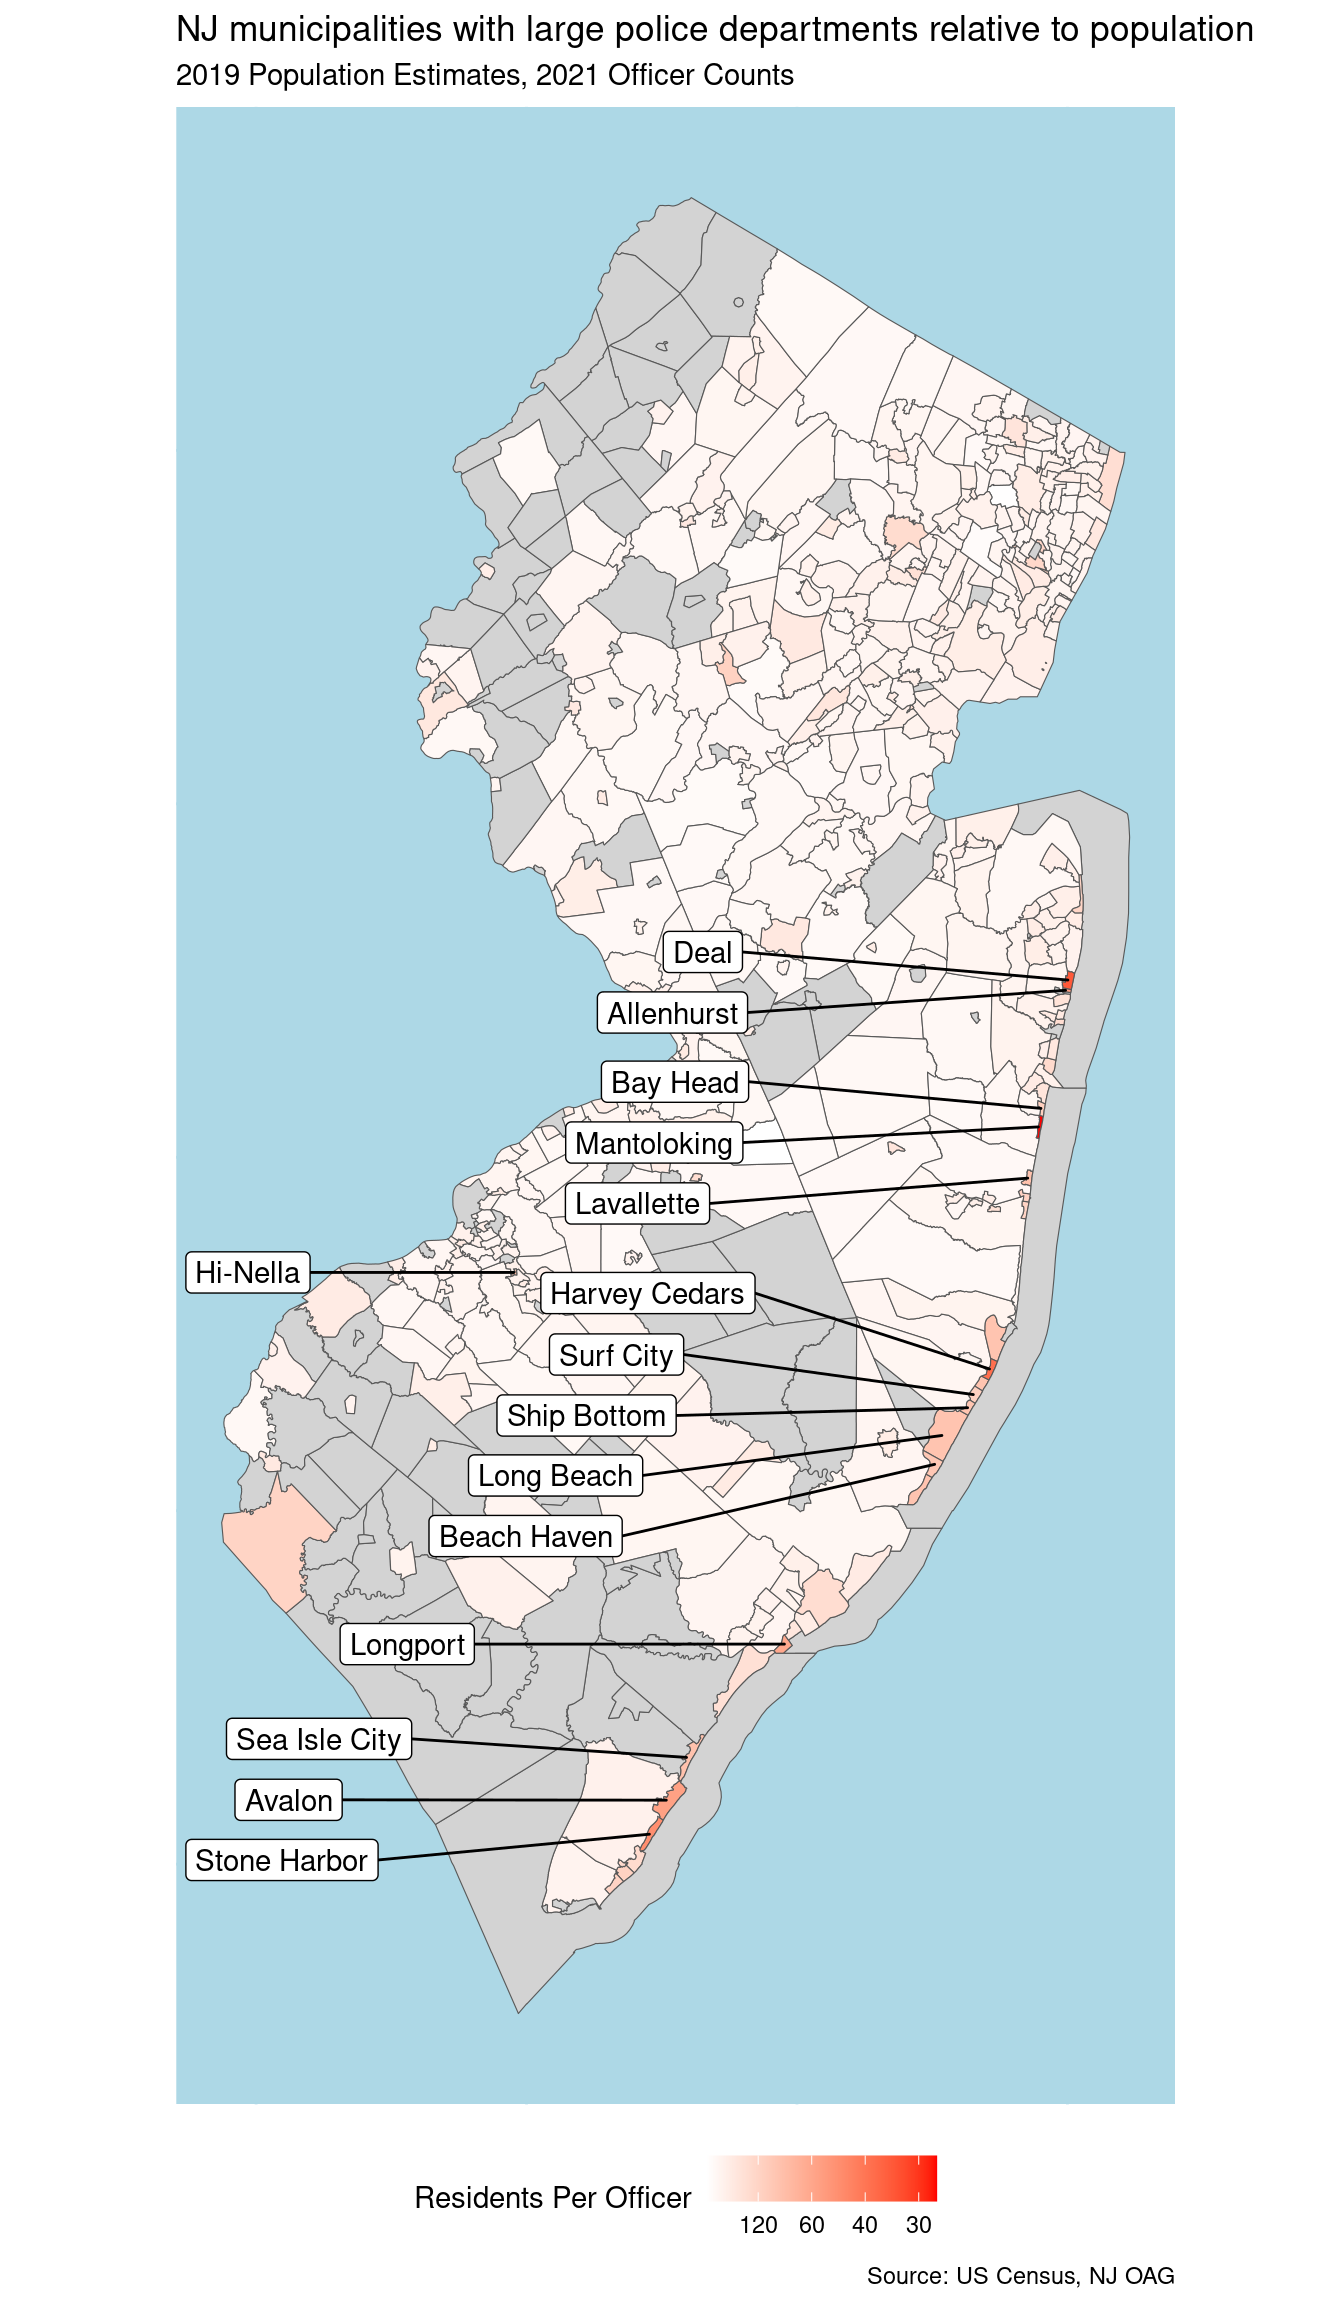 NJ municipalities with large police departments relative to population
2019 Population Estimates, 2021 Officer Counts
Deal
Allenhurst
Bay Head
Mantoloking
Lavallette
Hi-Nella
Harvey Cedars
Surf City
Ship Bottom
Long Beach
Beach Haven
Longport
Sea Isle City
Avalon
Stone Harbor
Residents Per Officer
120 60 40 30
Source: US Census, NJ OAG